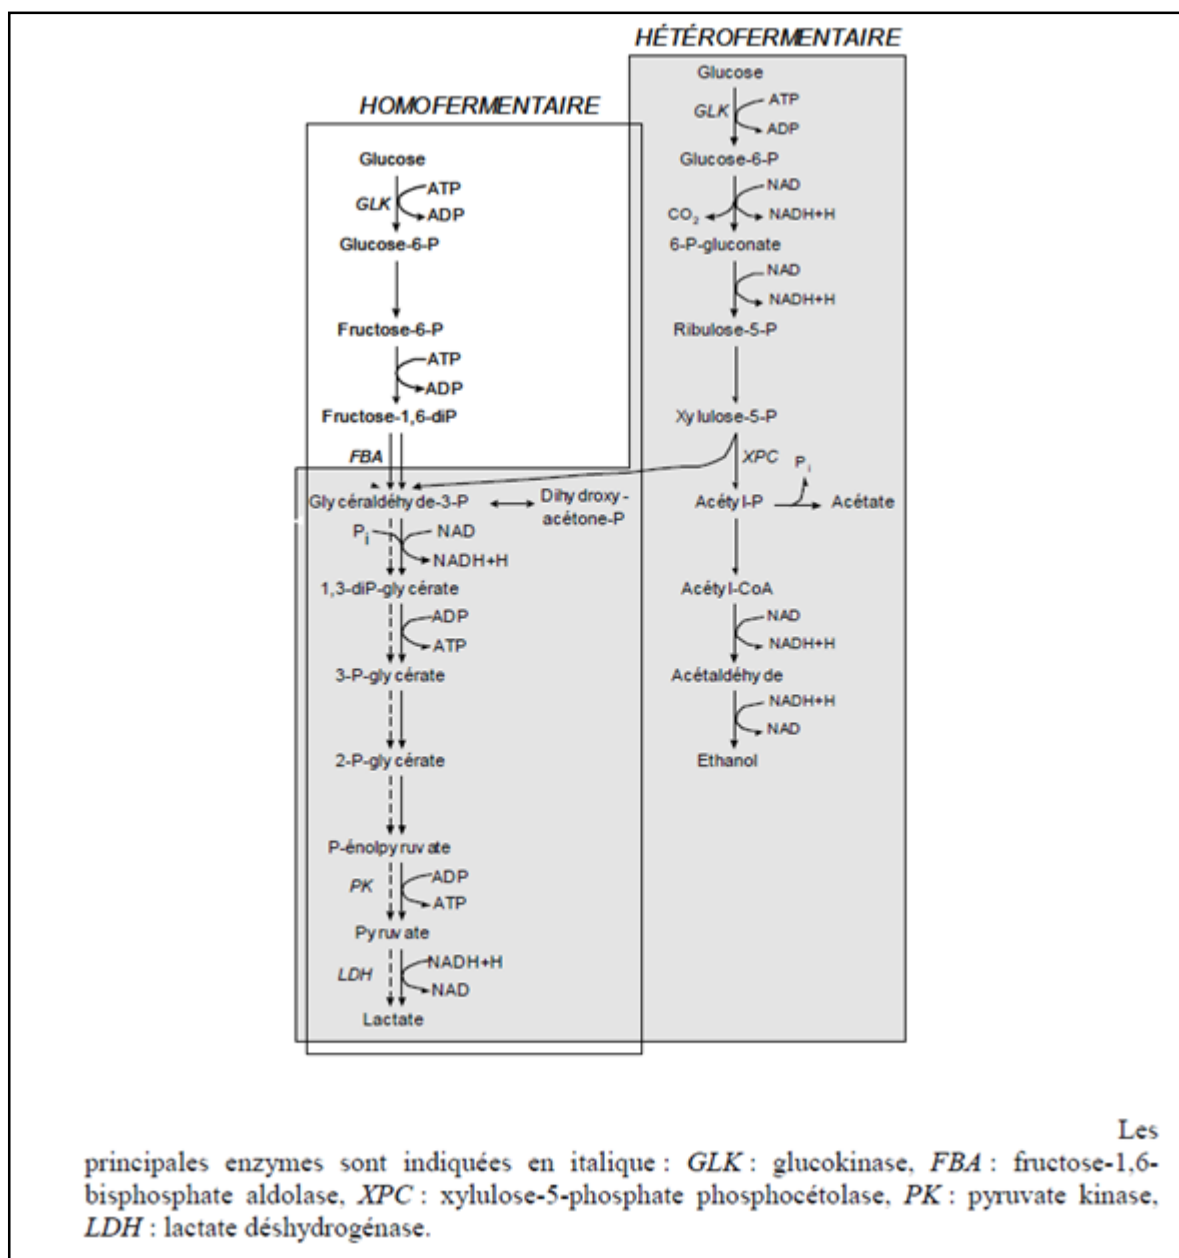 HÉTÉROFERMENTAIRE
Glucose
GLK
ATP
ADP
Glucose-6-P
NAD
CO2
NADH+H
6-P-gluconate
NAD
NADH+H
Ribulose-5-P
Xylulose-5-P
XPC
Pi
Acétyl-P
Acétate
Acétyl-CoA
NAD
NADH+H
Acétaldéhyde
NADH+H
NAD
Ethanol
HOMOFERMENTAIRE
Glucose
GLK
ATP
ADP
Glucose-6-P
Fructose-6-P
ATP
ADP
Fructose-1,6-diP
FBA
Glycéraldéhyde-3-P
Dihydroxy-
acétone-P
Pi
NAD
NADH+H
1,3-diP-glycérate
ADP
ATP
3-P-glycérate
2-P-glycérate
P-énolpyruvate
PK
ADP
ATP
Pyruvate
LDH
NADH+H
NAD
Lactate
Les
principales enzymes sont indiquées en italique : GLK : glucokinase, FBA : fructose-1,6-
bisphosphate aldolase, XPC : xylulose-5-phosphate phosphocétolase, PK : pyruvate kinase,
LDH : lactate déshydrogénase.